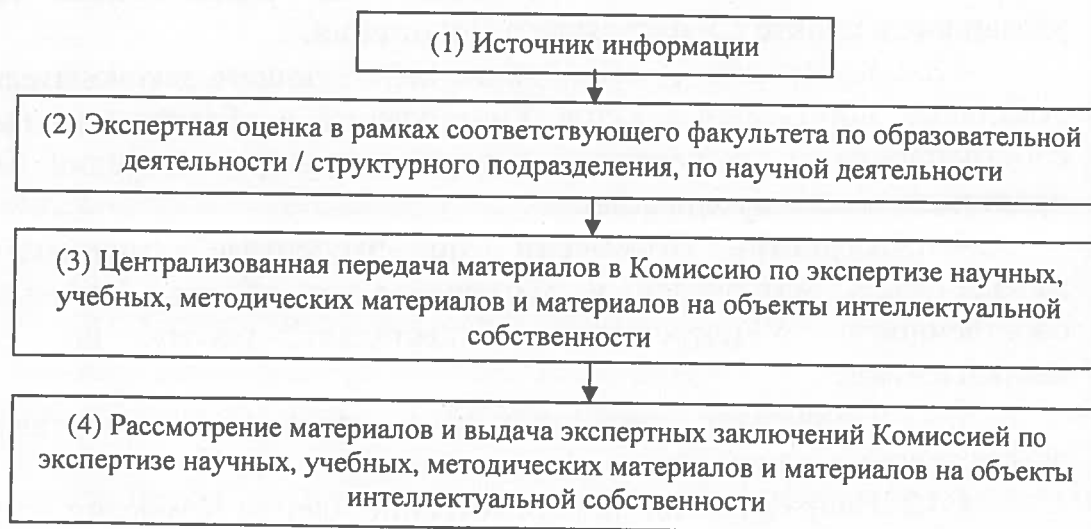 (1) Источник информации
(2) Экспертная оценка в рамках соответствующего факультета по образовательной
деятельности / структурного подразделения, по научной деятельности
(3) Централизованная передача материалов в Комиссию по экспертизе научных,
учебных, методических материалов и материалов на объекты интеллектуальной
собственности
(4) Рассмотрение материалов и выдача экспертных заключений Комиссией по
экспертизе научных, учебных, методических материалов и материалов на объекты
интеллектуальной собственности